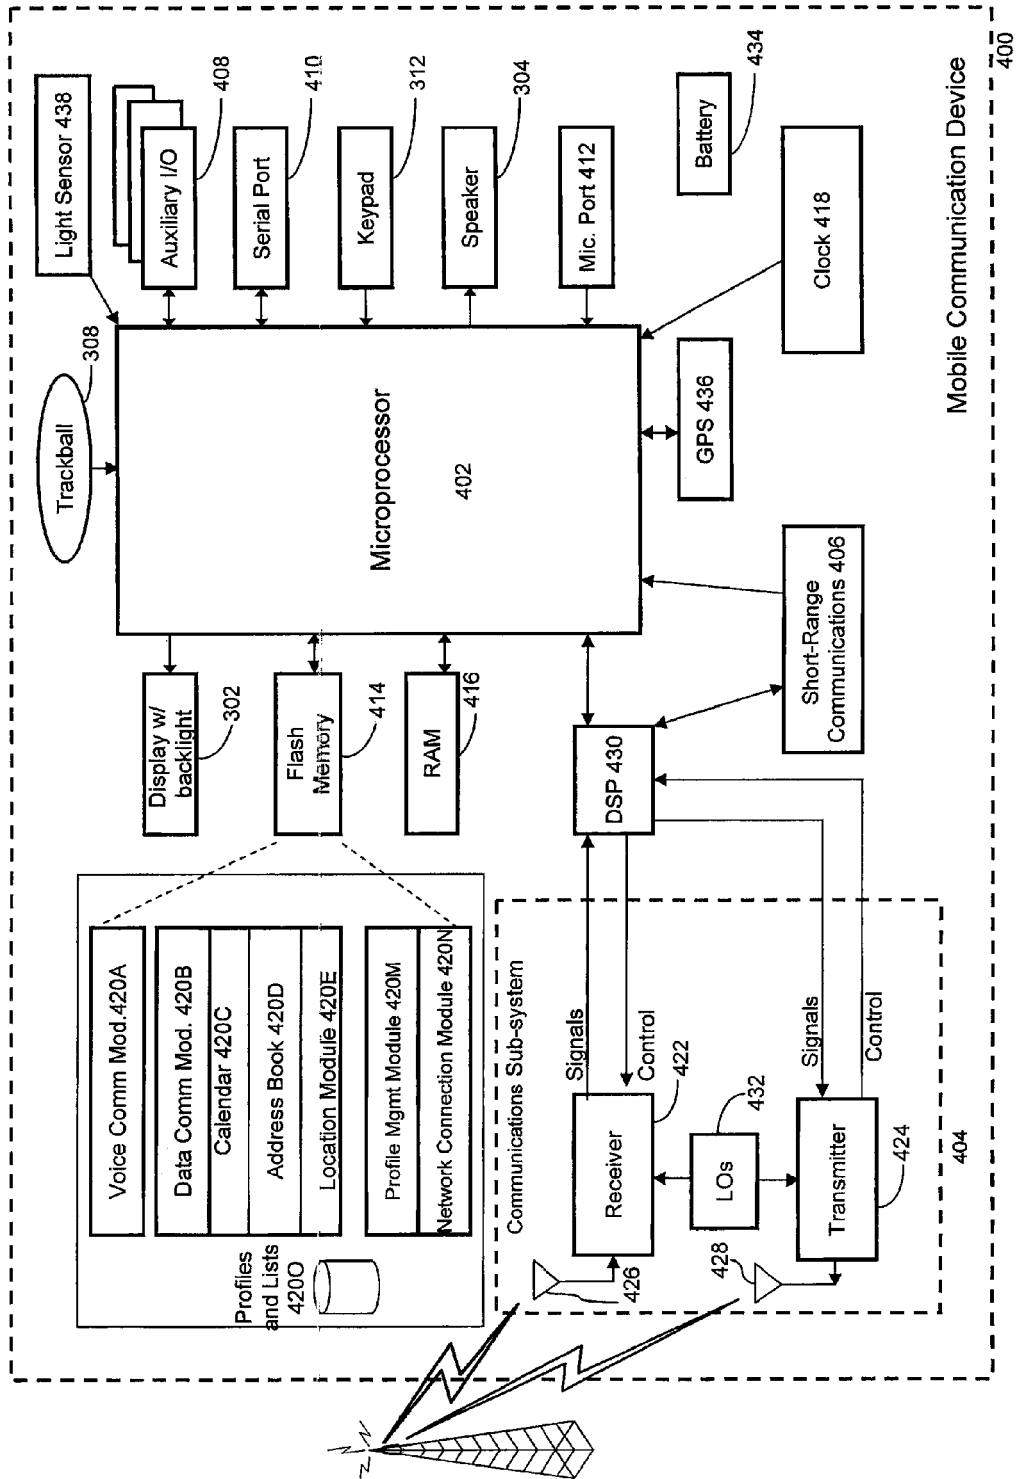 Profiles
and Lists
420O
Voice Comm Mod.420A
Data Comm Mod. 420B
Calendar 420C
Address Book 420D
Location Module 420E
Profile Mgmt Module 420M
Network Connection Module 420N
Display w/
backlight
302
Flash
Memory
414
RAM
416
Trackball
308
Microprocessor
402
Light Sensor 438
Auxiliary I/O
408
Serial Port
410
Keypad
312
Speaker
304
Mic. Port 412
Battery
434
Clock 418
GPS 436
Short-Range
Communications 406
DSP 430
Communications Sub-system
Signals
Control
Receiver
422
426
LOs
432
428
Signals
Control
Transmitter
424
404
Mobile Communication Device
400